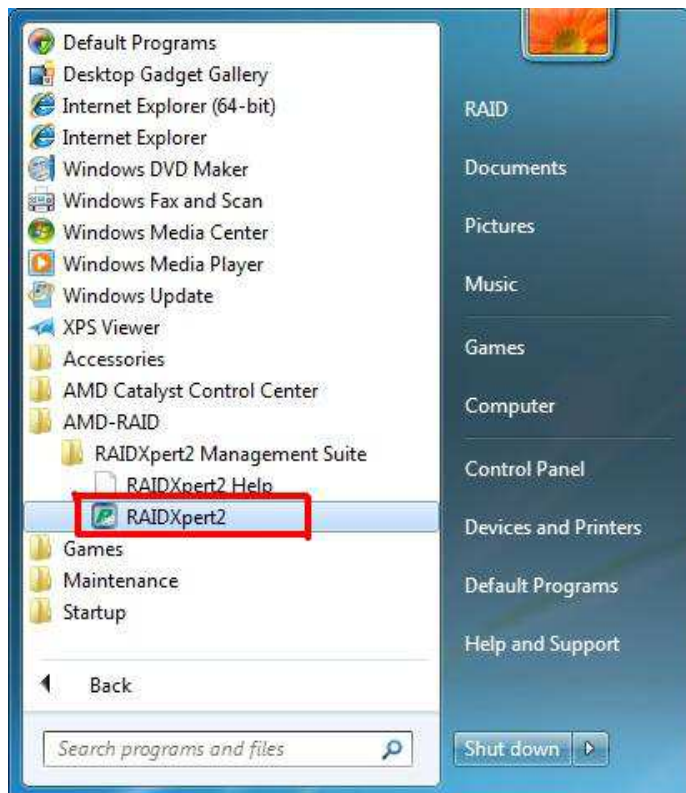 Default Programs
Desktop Gadget Gallery
Internet Explorer (64-bit)
Internet Explorer
Windows DVD Maker
Windows Fax and Scan
Windows Media Center
Windows Media Player
Windows Update
XPS Viewer
Accessories
AMD Catalyst Control Center
AMD-RAID
RAIDXpert2 Management Suite
RAIDXpert2 Help
RAIDXpert2
Games
Maintenance
Startup
Back
Search programs and files
RAID
Documents
Pictures
Music
Games
Computer
Control Panel
Devices and Printers
Default Programs
Help and Support
Shut down